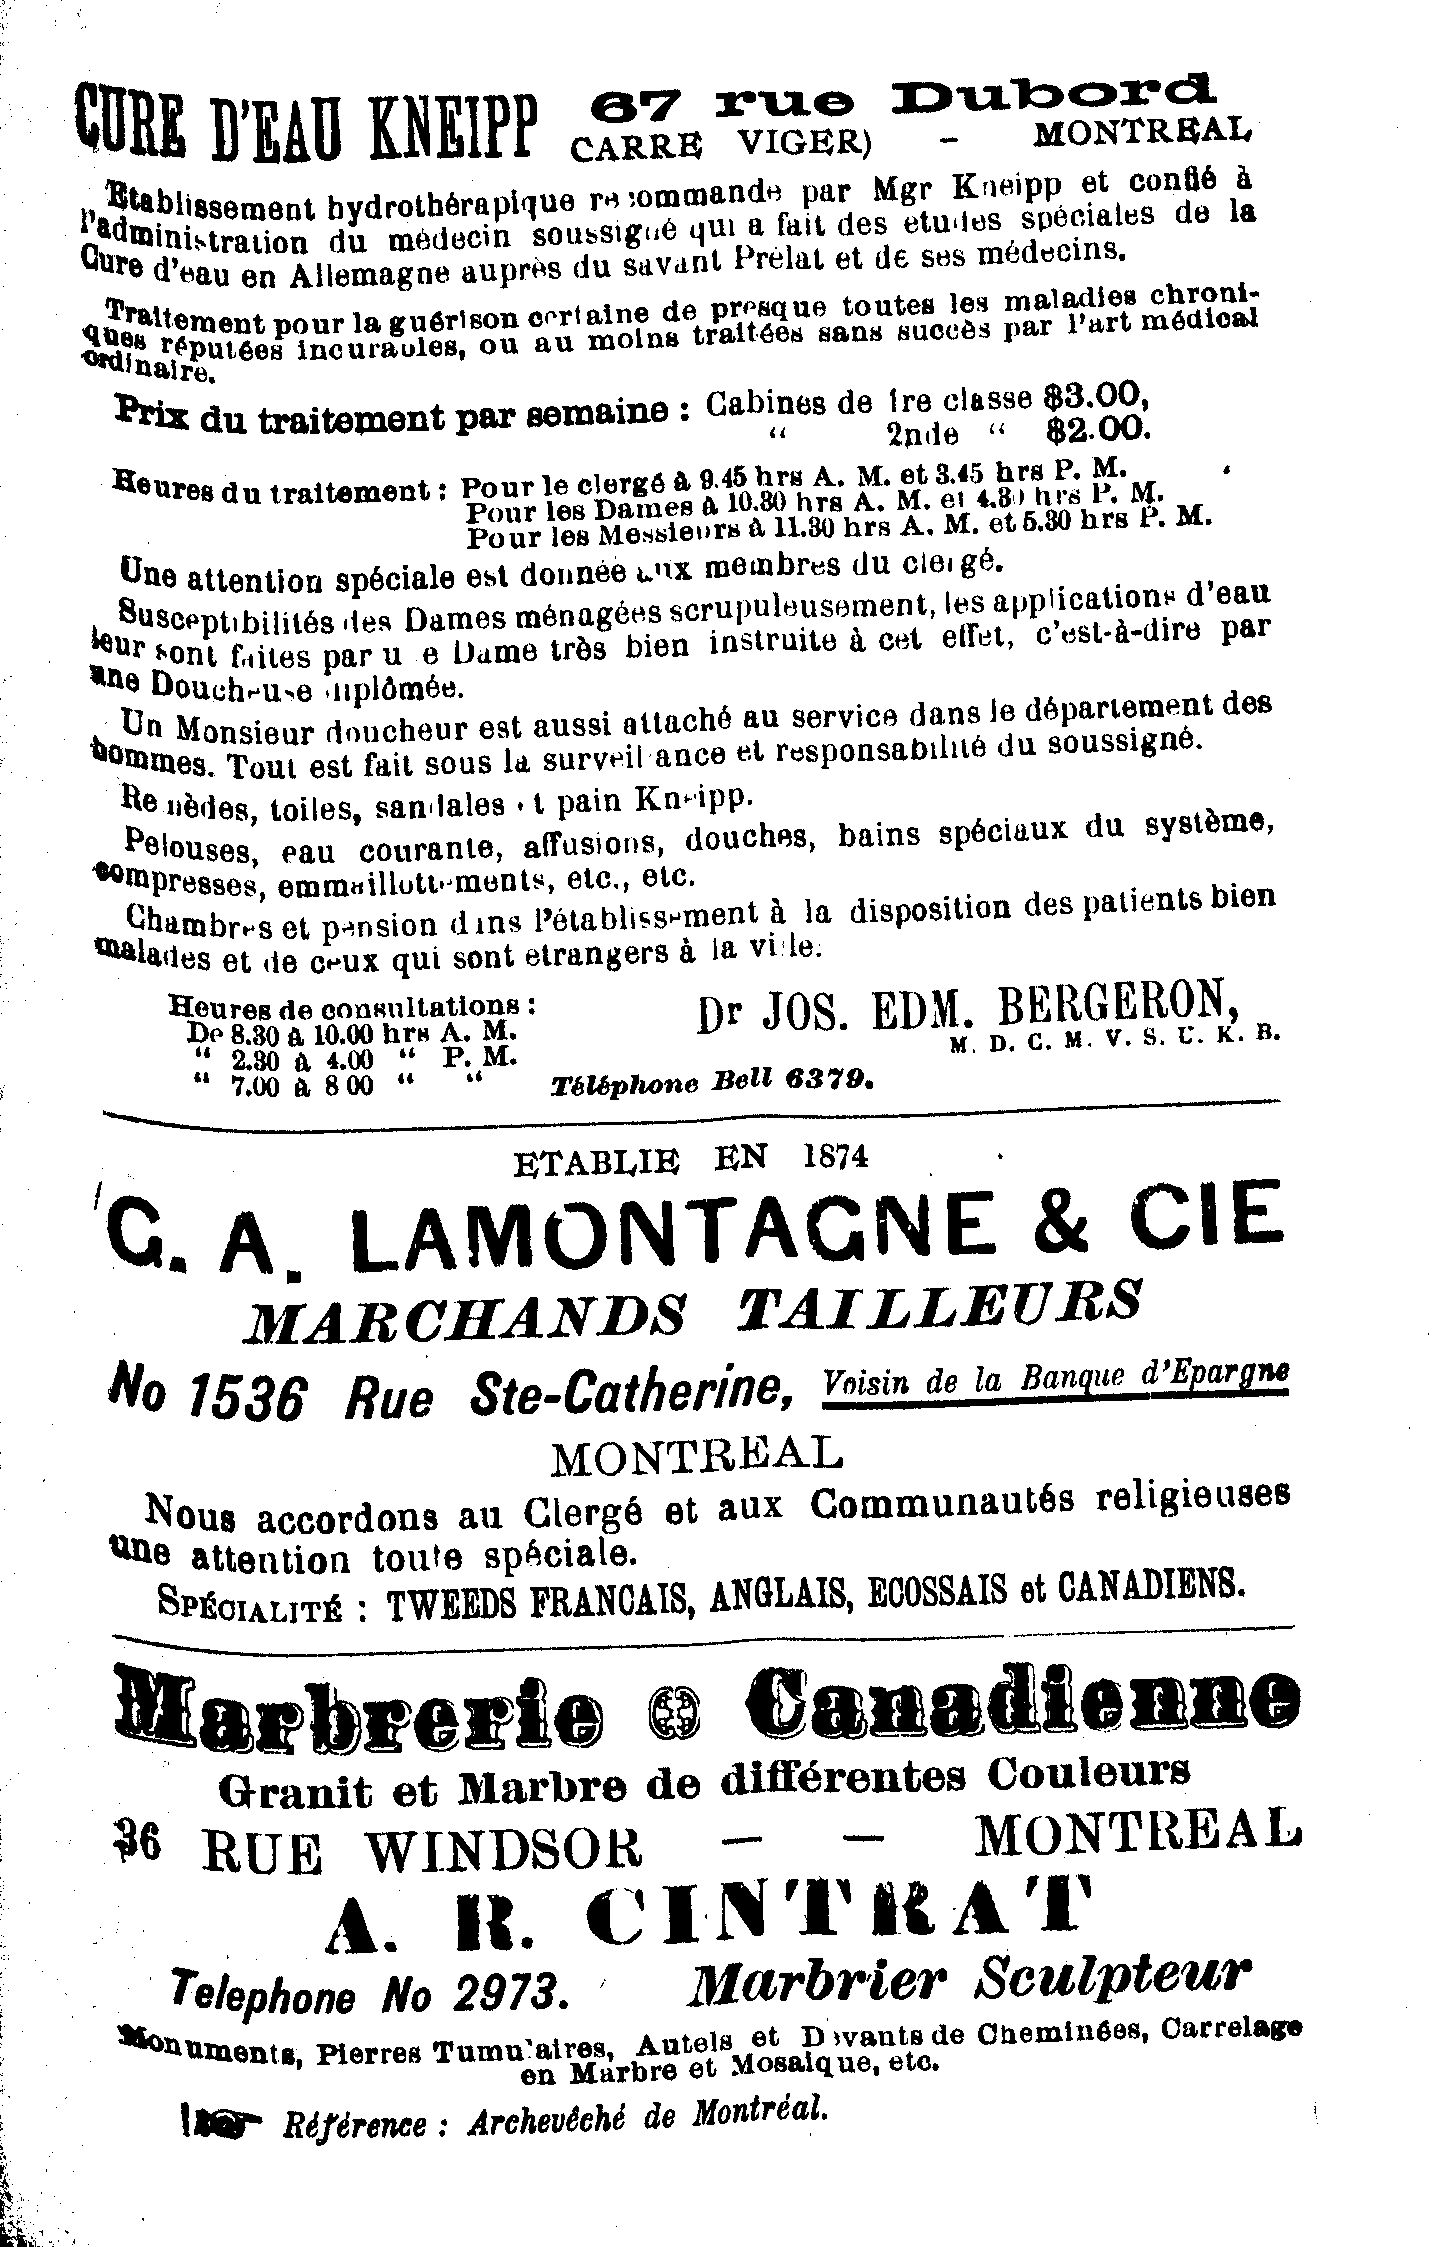 CURE D'EAU KNEIPP 67 rue Dubord
CARRE VIGER) - MONTREAL
Etablissement hydrothérapique recommande par Mgr Kneipp et confié à
l'administration du médecin soussigné qui a fait des etudes spéciales de la
Cure d'eau en Allemagne auprès du savant Prélat et de ses médecins.
Traitement pour la guérison certaine de presque toutes les maladies chroni-
ques réputées incurables, ou au moins traitées sans succès par l'art médical
ordinaire.
Prix du traitement par semaine : Cabines de 1re classe $3.00,
" 2nde " $2.00.
Heures du traitement : Pour le clergé à 9.45 hrs A. M. et 3.45 hrs P. M.
Pour les Dames à 10.30 hrs A. M. et 4.30 hrs P. M.
Pour les Messieurs à 11.30 hrs A. M. et 5.30 hrs P. M.
Une attention spéciale est donnée aux membres du clergé.
Susceptibilités des Dames ménagées scrupuleusement, les applications d'eau
leur sont faites par une Dame très bien instruite à cet effet, c'est-à-dire par
une Doucheuse diplômée.
Un Monsieur doucheur est aussi attaché au service dans le département des
hommes. Tout est fait sous la surveillance et responsabilité du soussigné.
Remèdes, toiles, sandales et pain Kneipp.
Pelouses, eau courante, affusions, douches, bains spéciaux du système,
compresses, emmaillottements, etc., etc.
Chambres et pension dans l'établissement à la disposition des patients bien
malades et de ceux qui sont etrangers à la ville.
Heures de consultations :
De 8.30 à 10.00 hrs A. M.
" 2.30 à 4.00 " P. M.
" 7.00 à 8 00 " "
Dr JOS. EDM. BERGERON,
M. D. C. M. V. S. U. K. B.
Téléphone Bell 6379.
ETABLIE EN 1874
G. A. LAMONTAGNE & CIE
MARCHANDS TAILLEURS
No 1536 Rue Ste-Catherine, Voisin de la Banque d'Epargne
MONTREAL
Nous accordons au Clergé et aux Communautés religieuses
une attention toute spéciale.
SPÉCIALITÉ : TWEEDS FRANCAIS, ANGLAIS, ECOSSAIS et CANADIENS.
Marbrerie Canadienne
Granit et Marbre de différentes Couleurs
36 RUE WINDSOR - - MONTREAL
A. R. CINTRAT
Telephone No 2973. Marbrier Sculpteur
Monuments, Pierres Tumulaires, Autels et Devants de Cheminées, Carrelage
en Marbre et Mosaique, etc.
Référence : Archevêché de Montréal.